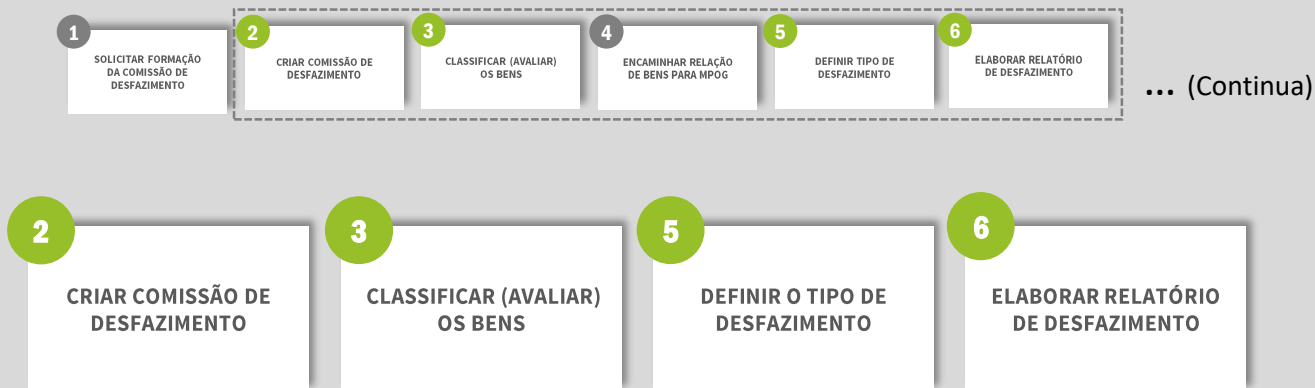 1
SOLICITAR FORMAÇÃO
DA COMISSÃO DE
DESFAZIMENTO
2
CRIAR COMISSÃO DE
DESFAZIMENTO
3
CLASSIFICAR (AVALIAR)
OS BENS
4
ENCAMINHAR RELAÇÃO
DE BENS PARA MPOG
5
DEFINIR TIPO DE
DESFAZIMENTO
6
ELABORAR RELATÓRIO
DE DESFAZIMENTO
... (Continua)
2
CRIAR COMISSÃO DE
DESFAZIMENTO
3
CLASSIFICAR (AVALIAR)
OS BENS
5
DEFINIR O TIPO DE
DESFAZIMENTO
6
ELABORAR RELATÓRIO
DE DESFAZIMENTO